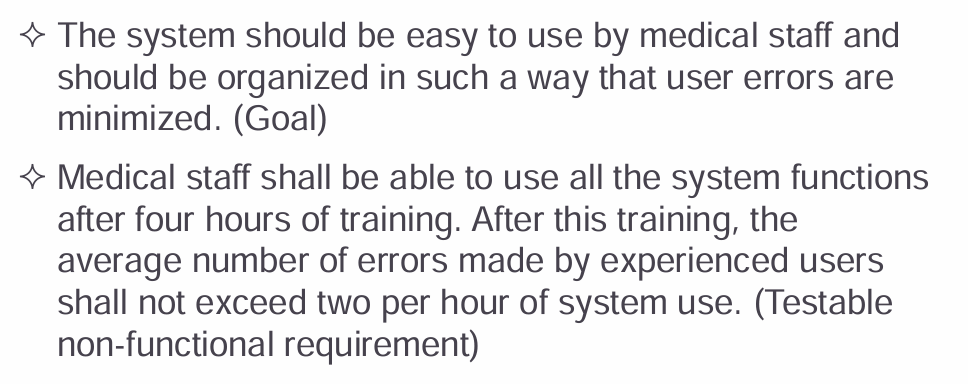 ✧ The system should be easy to use by medical staff and
should be organized in such a way that user errors are
minimized. (Goal)
✧ Medical staff shall be able to use all the system functions
after four hours of training. After this training, the
average number of errors made by experienced users
shall not exceed two per hour of system use. (Testable
non-functional requirement)